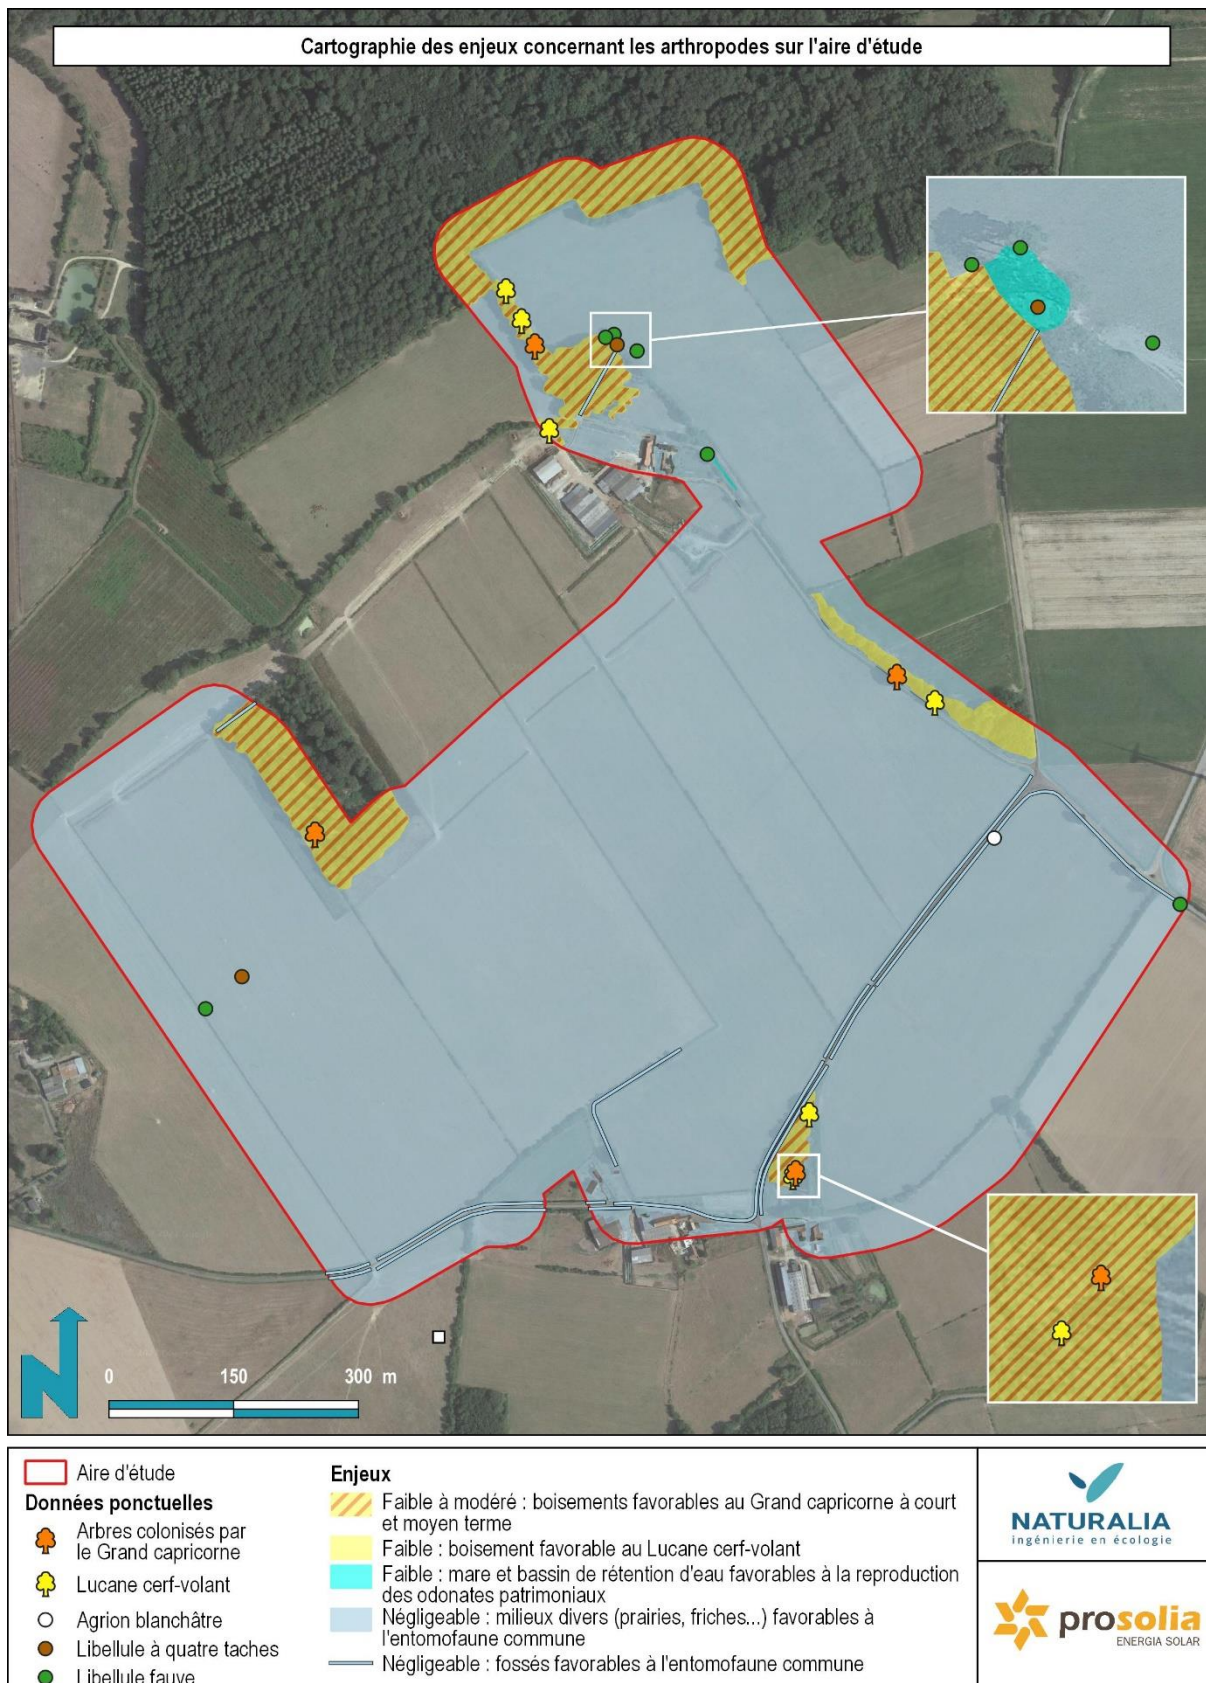 Cartographie des enjeux concernant les arthropodes sur l'aire d'étude
N
0 150 300 m
Aire d'étude
Données ponctuelles
Arbres colonisés par
le Grand capricorne
Lucane cerf-volant
Agrion blanchâtre
Libellule à quatre taches
Libellule fauve
Enjeux
Faible à modéré : boisements favorables au Grand capricorne à court
et moyen terme
Faible : boisement favorable au Lucane cerf-volant
Faible : mare et bassin de rétention d'eau favorables à la reproduction
des odonates patrimoniaux
Négligeable : milieux divers (prairies, friches...) favorables à
l'entomofaune commune
Négligeable : fossés favorables à l'entomofaune commune
NATURALIA
ingénierie en écologie
prosolia
ENERGIA SOLAR